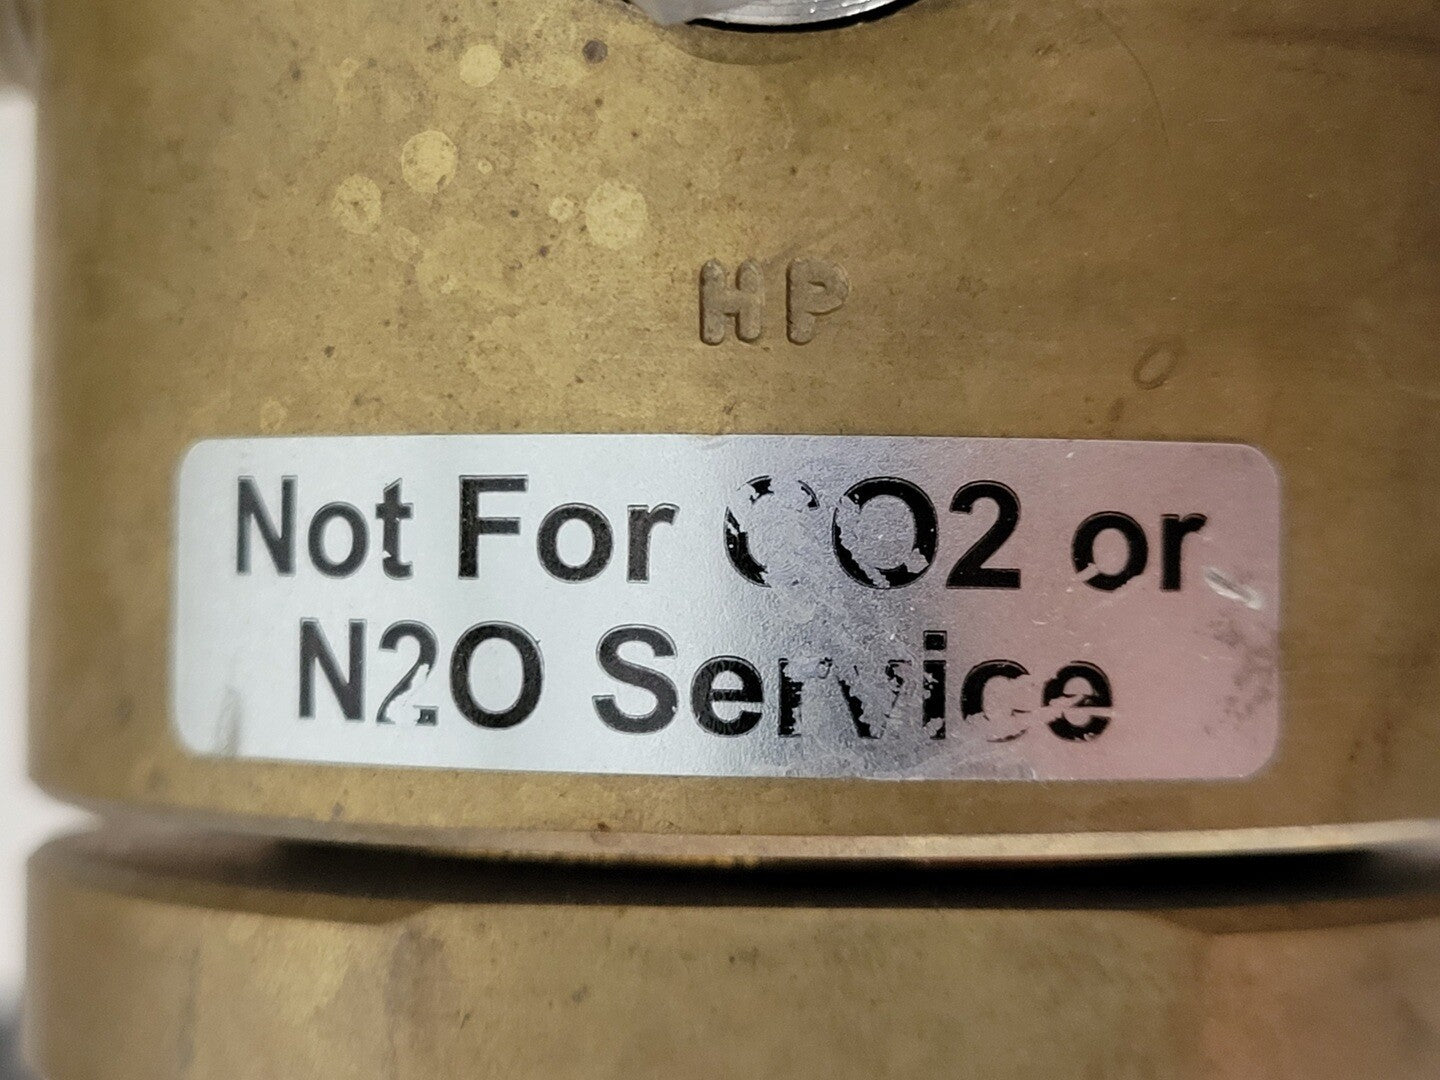 HP
Not For CO2 or
N2O Service